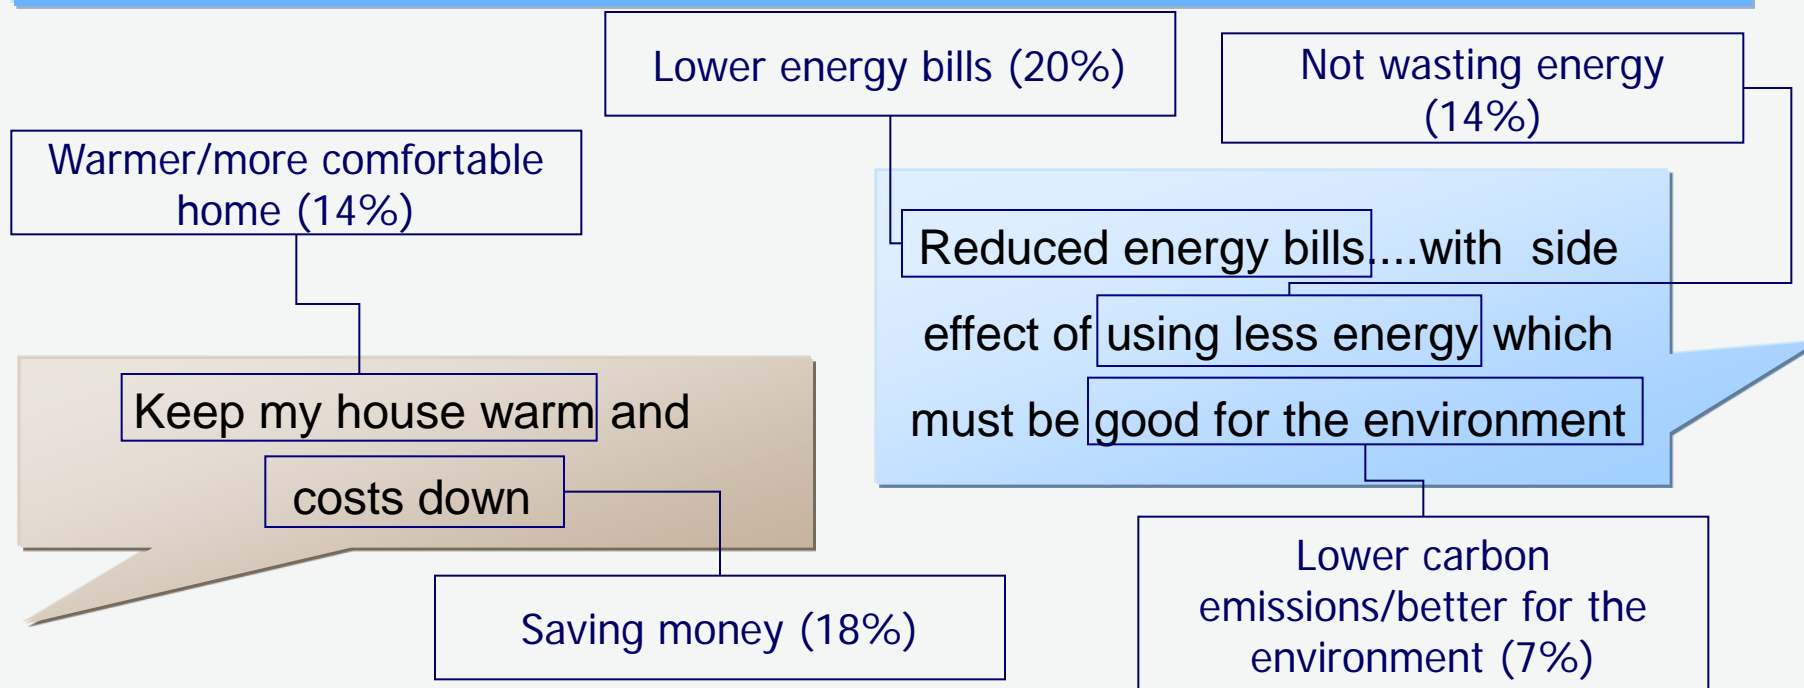 Lower energy bills (20%)
Not wasting energy
(14%)
Warmer/more comfortable
home (14%)
Reduced energy bills....with side
effect of using less energy which
must be good for the environment
Keep my house warm and
costs down
Saving money (18%)
Lower carbon
emissions/better for the
environment (7%)